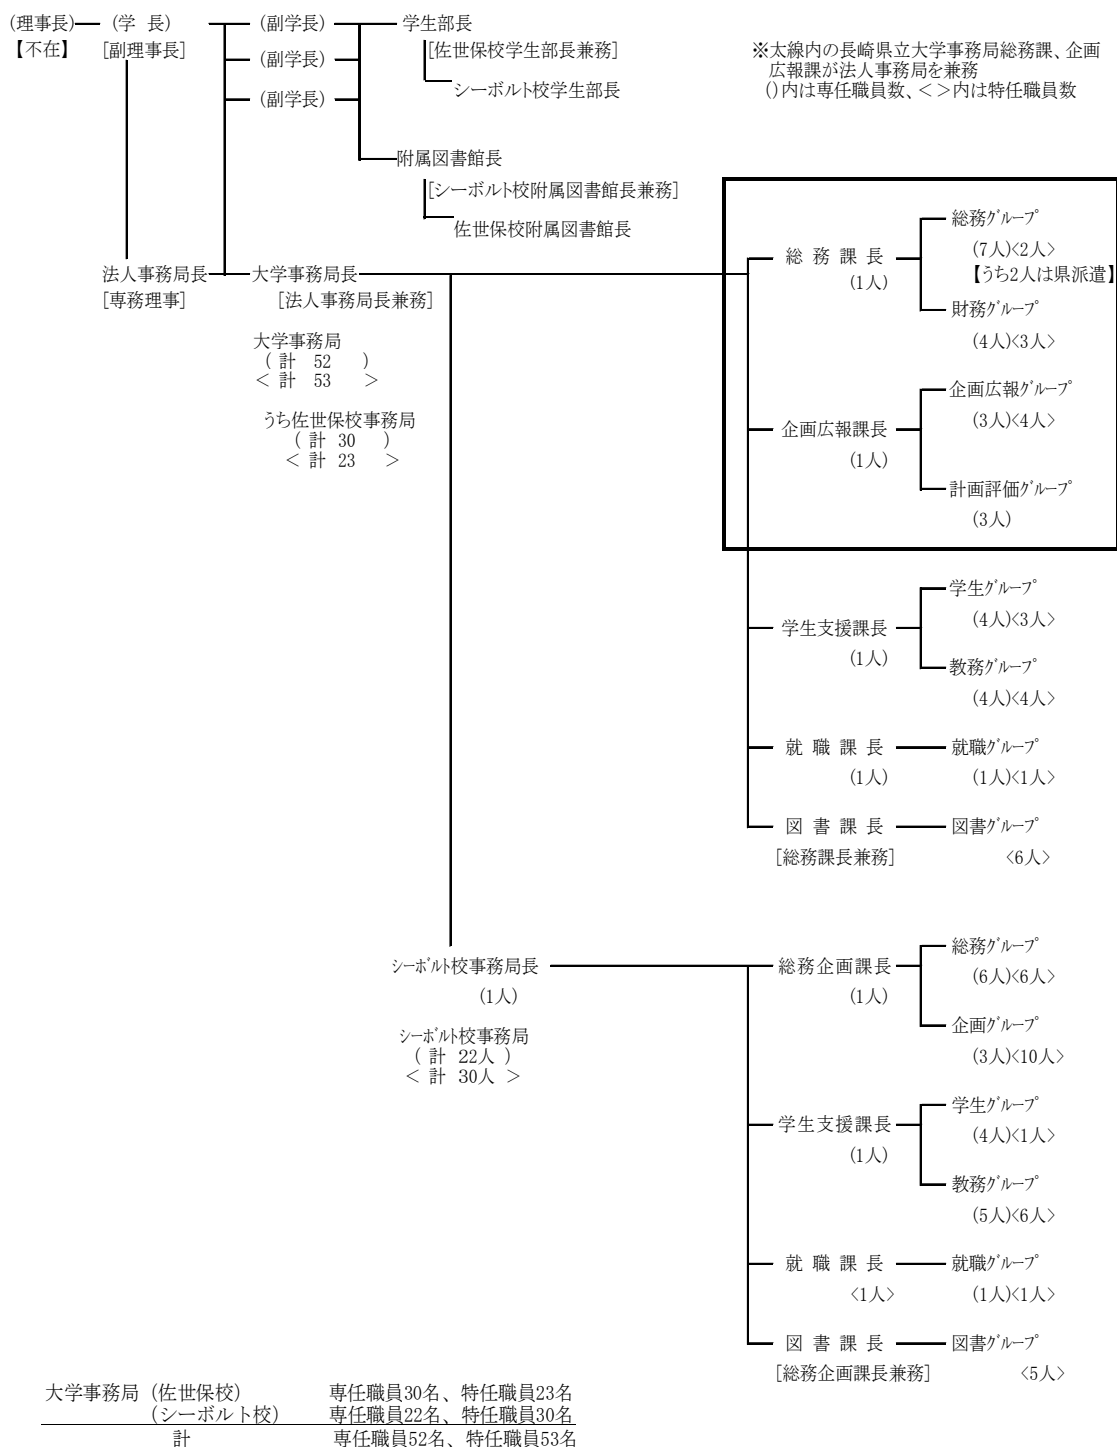 (理事長) (学 長) (副学長) 学生部長
【不在】 [副理事長] [佐世保校学生部長兼務]
(副学長)
シーボルト校学生部長
(副学長)
※太線内の長崎県立大学事務局総務課、企画
広報課が法人事務局を兼務
()内は専任職員数、< >内は特任職員数
附属図書館長
[シーボルト校附属図書館長兼務]
佐世保校附属図書館長
法人事務局長 大学事務局長
[専務理事] [法人事務局長兼務]
大学事務局
( 計 52 )
< 計 53 >
うち佐世保校事務局
( 計 30 )
< 計 23 >
総 務 課 長
(1人)
総務グループ
(7人)<2人>
【うち2人は県派遣】
財務グループ
(4人)<3人>
企画広報課長
(1人)
企画広報グループ
(3人)<4人>
計画評価グループ
(3人)
学生支援課長
(1人)
学生グループ
(4人)<3人>
教務グループ
(4人)<4人>
就 職 課 長 就職グループ
(1人) (1人)<1人>
図 書 課 長 図書グループ
[総務課長兼務] <6人>
シーボルト校事務局長
(1人)
シーボルト校事務局
( 計 22人 )
< 計 30人 >
総務企画課長
(1人)
総務グループ
(6人)<6人>
企画グループ
(3人)<10人>
学生支援課長
(1人)
学生グループ
(4人)<1人>
教務グループ
(5人)<6人>
就 職 課 長 就職グループ
<1人> (1人)<1人>
図 書 課 長 図書グループ
[総務企画課長兼務] <5人>
大学事務局 (佐世保校) 専任職員30名、特任職員23名
(シーボルト校) 専任職員22名、特任職員30名
計 専任職員52名、特任職員53名